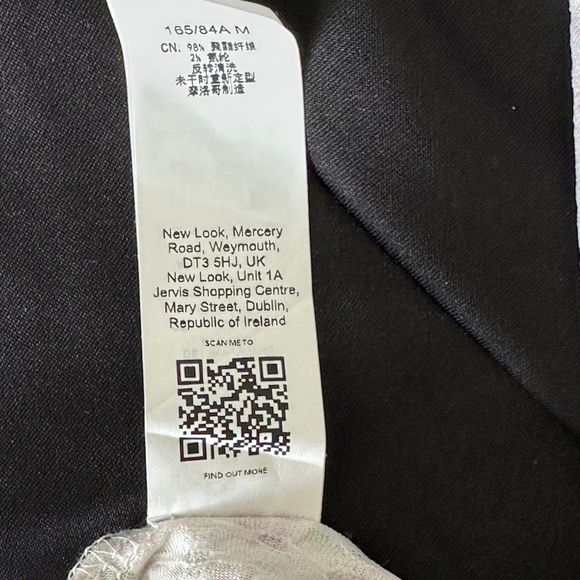 165/84A M
CN. 98% 聚酯纤维
2% 氨纶
反转清洗
未干时重新定型
摩洛哥制造
New Look, Mercery
Road, Weymouth,
DT3 5HJ, UK
New Look, Unit 1A
Jervis Shopping Centre,
Mary Street, Dublin,
Republic of Ireland
SCAN ME TO
FIND OUT MORE